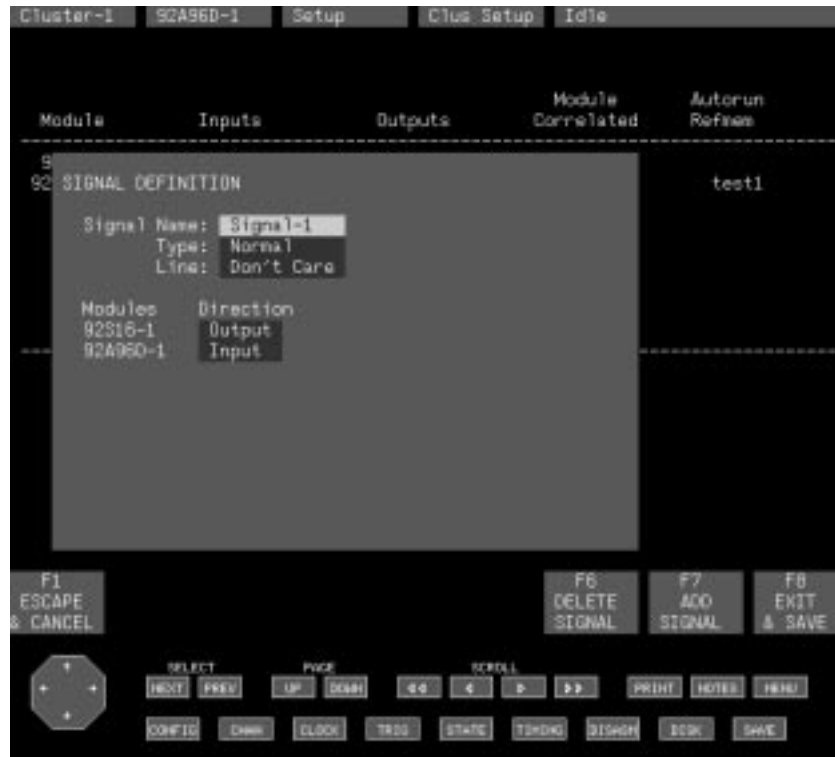 Cluster-1 92A96D-1 Setup Clus Setup Idle
Module Autorun
Module Inputs Outputs Correlated Refmem
9
92 SIGNAL DEFINITION test1
Signal Name: Signal-1
Type: Normal
Line: Don't Care
Modules Direction
92S16-1 Output
92A96D-1 Input
F1 F6 F7 F8
ESCAPE DELETE ADD EXIT
& CANCEL SIGNAL SIGNAL & SAVE
SELECT PAGE SCROLL
NEXT PREV UP DOWN PRINT NOTES MENU
CONFIG CHAN CLOCK TRIG STATE TIMING DISASM DISK SAVE